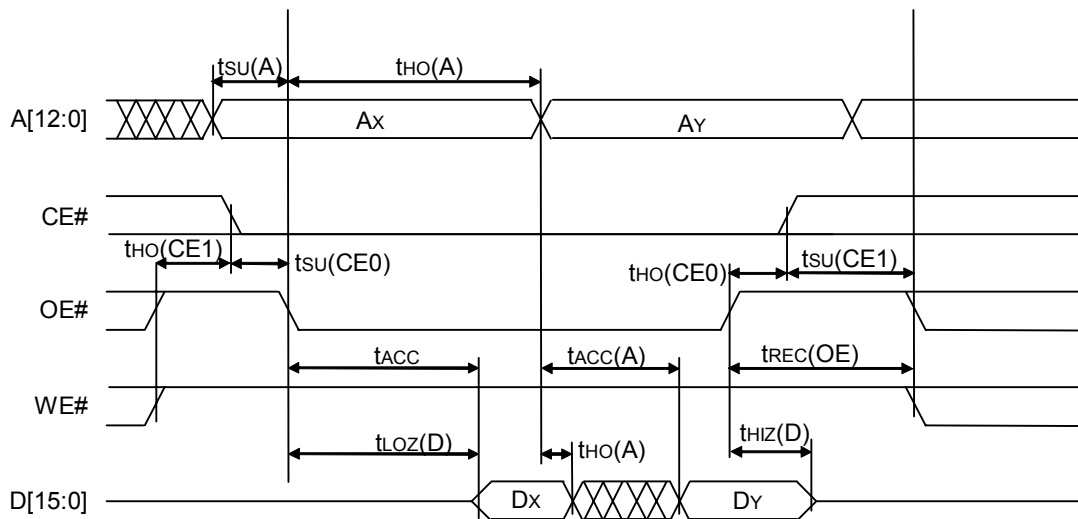 tSU(A)
tHO(A)
A[12:0]
AX
AY
CE#
tHO(CE1)
tSU(CE0)
tHO(CE0)
tSU(CE1)
OE#
tACC
tACC(A)
tREC(OE)
WE#
tLOZ(D)
tHO(A)
tHIZ(D)
D[15:0]
DX
DY